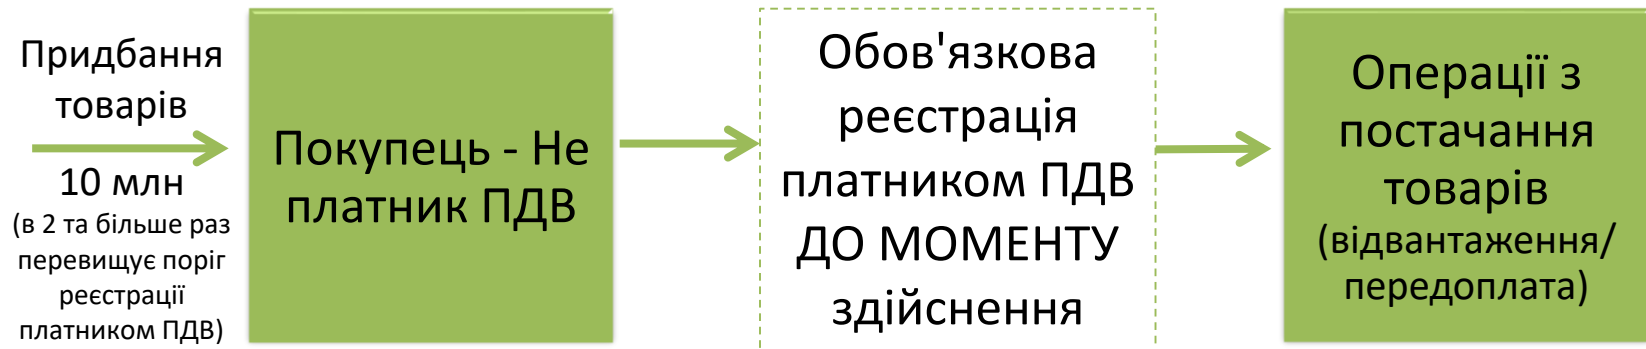 Придбання
товарів
10 млн
(в 2 та більше раз
перевищує поріг
реєстрації
платником ПДВ)
Покупець - Не
платник ПДВ
Обов'язкова
реєстрація
платником ПДВ
ДО МОМЕНТУ
здійснення
Операції з
постачання
товарів
(відвантаження/
передоплата)